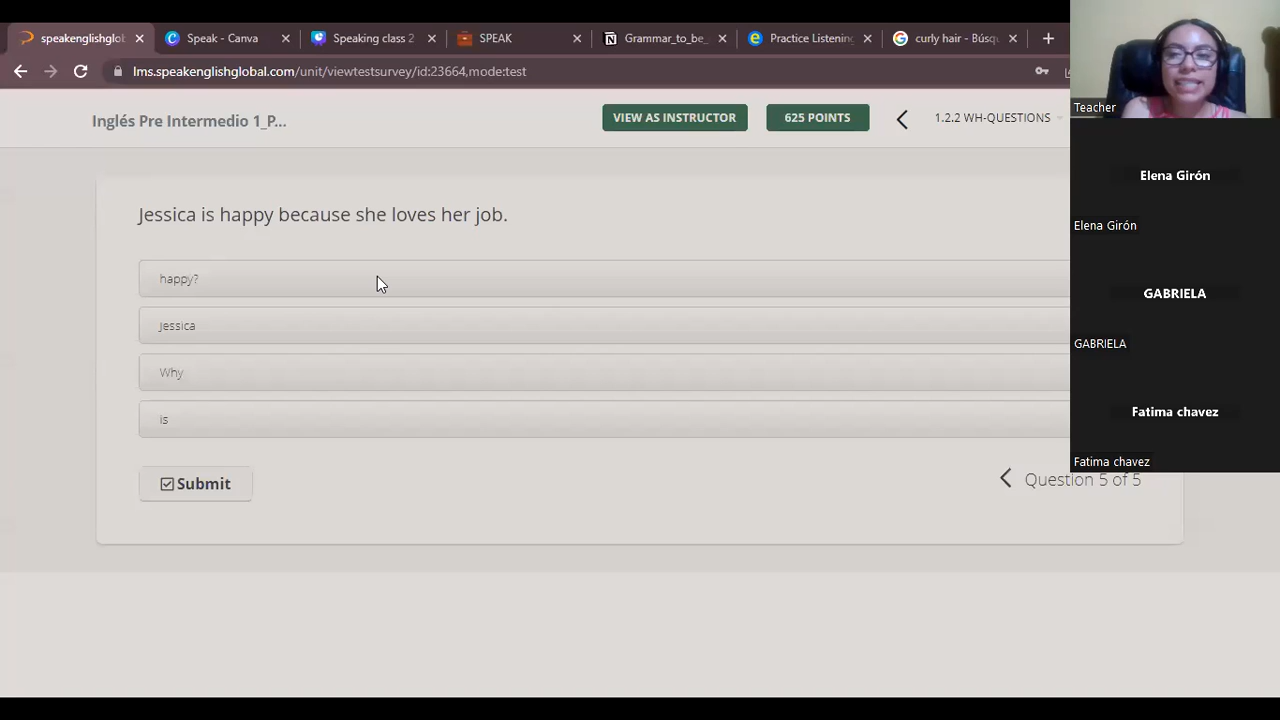 speakenglishglob
Speak - Canva
Speaking class 2
SPEAK
Grammar_to_be_
Practice Listening
curly hair - Búsqu
lms.speakenglishglobal.com/unit/viewtestsurvey/id:23664,mode:test
Teacher
Inglés Pre Intermedio 1_P...
VIEW AS INSTRUCTOR
625 POINTS
1.2.2 WH-QUESTIONS
Elena Girón
Elena Girón
Jessica is happy because she loves her job.
happy?
Jessica
Why
is
GABRIELA
GABRIELA
Fatima chavez
Fatima chavez
Submit
Question 5 of 5